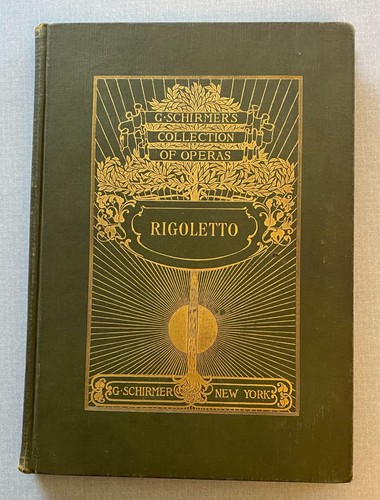 G·SCHIRMER'S
COLLECTION
OF OPERAS
RIGOLETTO
G·SCHIRMER NEW YORK